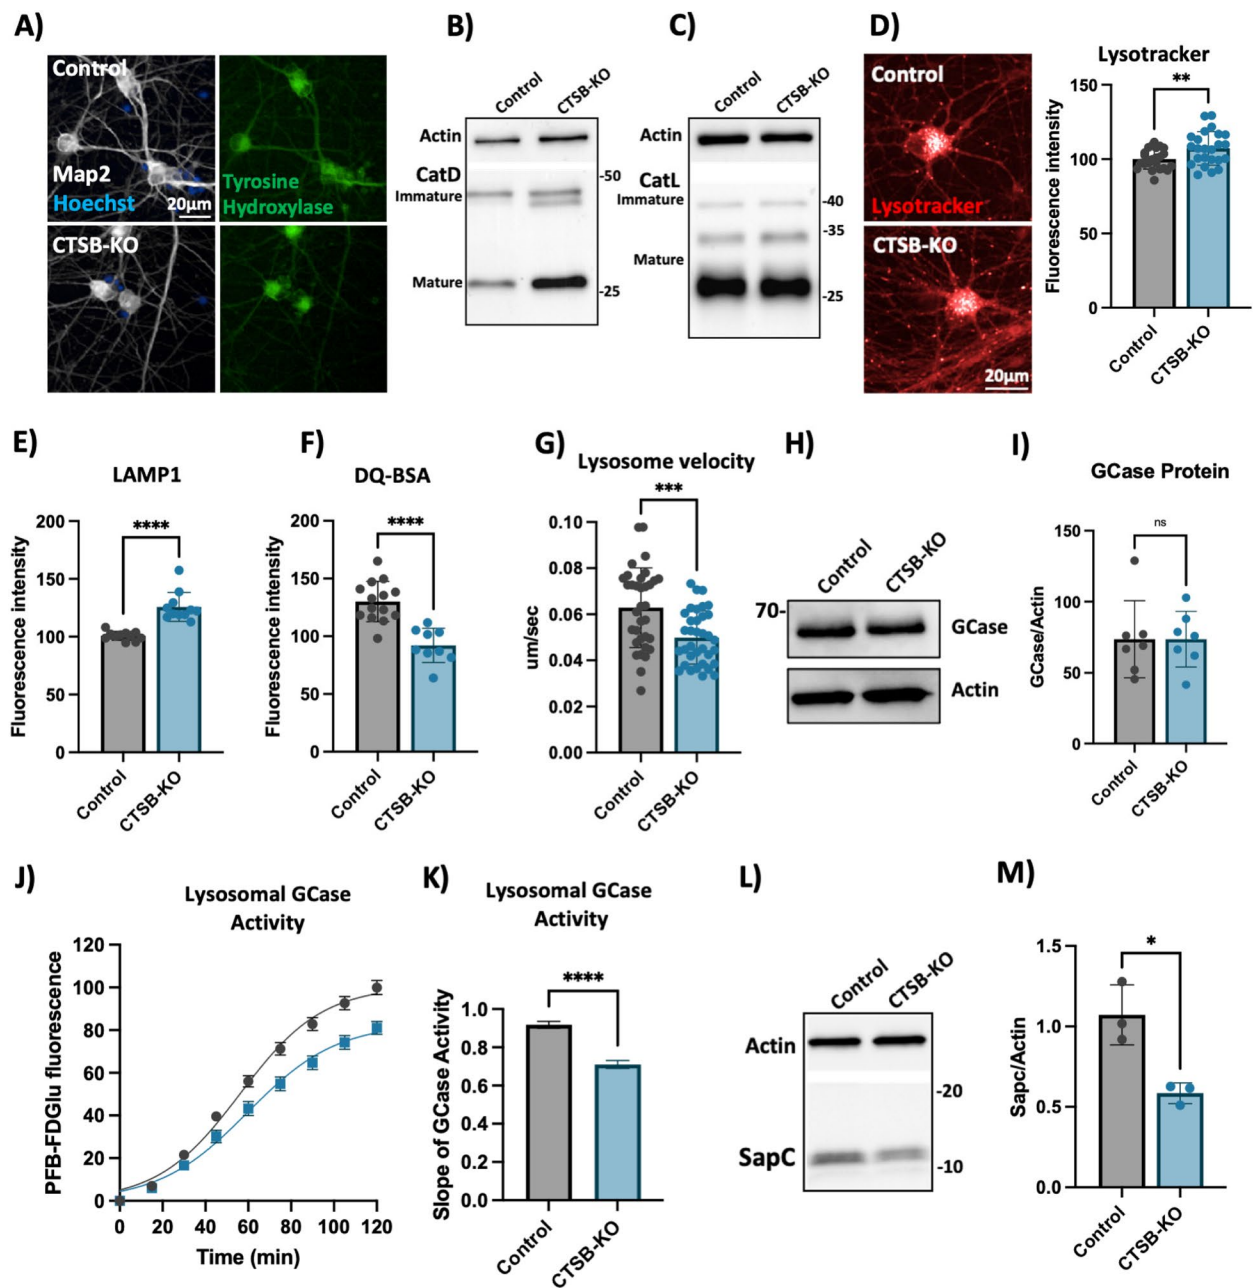 A)
Control
Map2
Hoechst
20μm
Tyrosine
Hydroxylase
CTSB-KO
B)
Control
CTSB-KO
Actin
CatD
Immature
Mature
-50
-25
C)
Control
CTSB-KO
Actin
CatL
Immature
Mature
-40
-35
-25
D)
Control
Lysotracker
CTSB-KO
20μm
Lysotracker
Fluorescence intensity
150
100
50
0
**
Control
CTSB-KO
E)
LAMP1
Fluorescence intensity
200
150
100
50
0
****
Control
CTSB-KO
F)
DQ-BSA
Fluorescence intensity
200
150
100
50
0
****
Control
CTSB-KO
G)
Lysosome velocity
um/sec
0.10
0.08
0.06
0.04
0.02
0.00
***
Control
CTSB-KO
H)
Control
CTSB-KO
70-
GCase
Actin
I)
GCase Protein
GCase/Actin
150
100
50
0
ns
Control
CTSB-KO
J)
Lysosomal GCase
Activity
PFB-FDGlu fluorescence
120
100
80
60
40
20
0
0 20 40 60 80 100 120
Time (min)
K)
Lysosomal GCase
Activity
Slope of GCase Activity
1.0
0.8
0.6
0.4
0.2
0.0
****
Control
CTSB-KO
L)
Control
CTSB-KO
Actin
SapC
-20
-10
M)
Sapc/Actin
1.5
1.0
0.5
0.0
*
Control
CTSB-KO